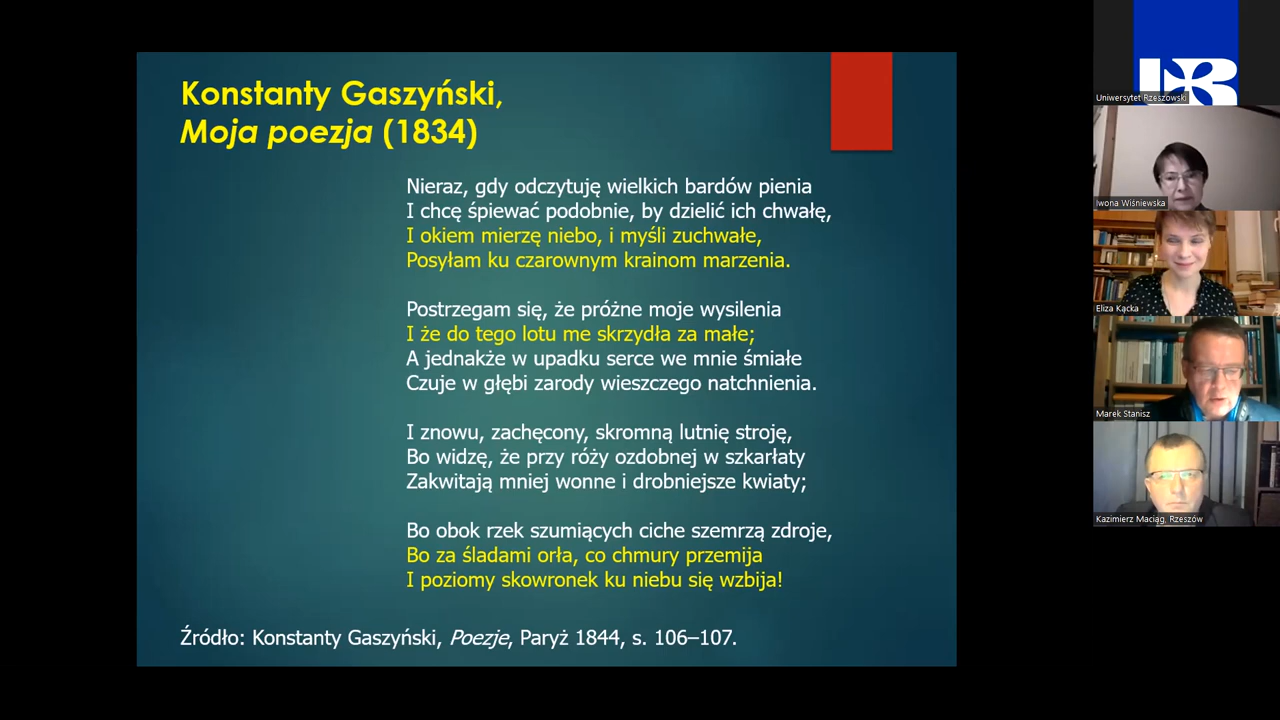 Konstanty Gaszyński,
Moja poezja (1834)
Nieraz, gdy odczytuję wielkich bardów pienia
I chcę śpiewać podobnie, by dzielić ich chwałę,
I okiem mierzę niebo, i myśli zuchwałe,
Posyłam ku czarownym krainom marzenia.
Postrzegam się, że próżne moje wysilenia
I że do tego lotu me skrzydła za małe;
A jednakże w upadku serce we mnie śmiałe
Czuje w głębi zarody wieszczego natchnienia.
I znowu, zachęcony, skromną lutnię stroję,
Bo widzę, że przy róży ozdobnej w szkarłaty
Zakwitają mniej wonne i drobniejsze kwiaty;
Bo obok rzek szumiących ciche szemrzą zdroje,
Bo za śladami orła, co chmury przemija
I poziomy skowronek ku niebu się wzbija!
Źródło: Konstanty Gaszyński, Poezje, Paryż 1844, s. 106–107.
Uniwersytet Rzeszowski
Iwona Wiśniewska
Eliza Kącka
Marek Stanisz
Kazimierz Maciąg, Rzeszów